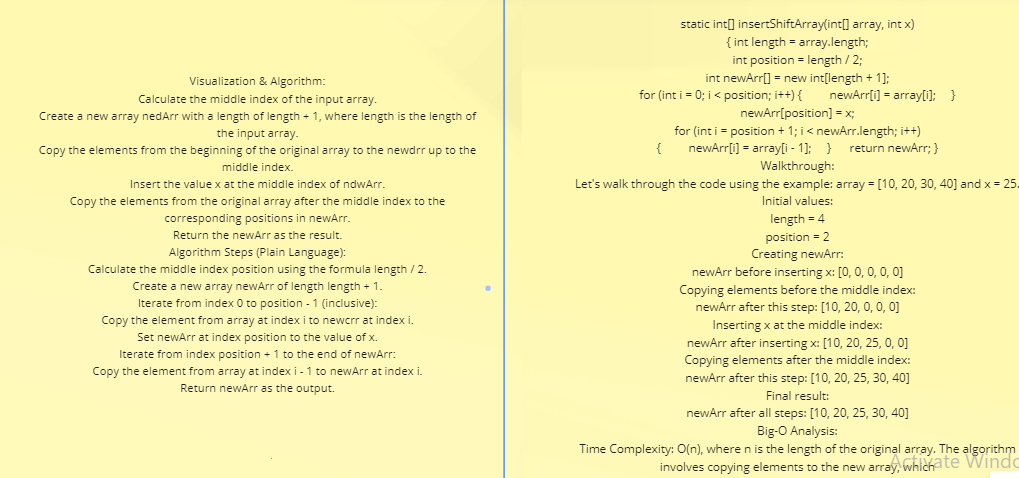 Visualization & Algorithm:
Calculate the middle index of the input array.
Create a new array nedArr with a length of length + 1, where length is the length of
the input array.
Copy the elements from the beginning of the original array to the newdrr up to the
middle index.
Insert the value x at the middle index of ndwArr.
Copy the elements from the original array after the middle index to the
corresponding positions in newArr.
Return the newArr as the result.
Algorithm Steps (Plain Language):
Calculate the middle index position using the formula length / 2.
Create a new array newArr of length length + 1.
Iterate from index 0 to position - 1 (inclusive):
Copy the element from array at index i to newcrr at index i.
Set newArr at index position to the value of x.
Iterate from index position + 1 to the end of newArr:
Copy the element from array at index i - 1 to newArr at index i.
Return newArr as the output.
static int[] insertShiftArray(int[] array, int x)
{ int length = array.length;
int position = length / 2;
int newArr[] = new int[length + 1];
for (int i = 0; i < position; i++) { newArr[i] = array[i]; }
newArr[position] = x;
for (int i = position + 1; i < newArr.length; i++)
{ newArr[i] = array[i - 1]; } return newArr; }
Walkthrough:
Let's walk through the code using the example: array = [10, 20, 30, 40] and x = 25.
Initial values:
length = 4
position = 2
Creating newArr:
newArr before inserting x: [0, 0, 0, 0, 0]
Copying elements before the middle index:
newArr after this step: [10, 20, 0, 0, 0]
Inserting x at the middle index:
newArr after inserting x: [10, 20, 25, 0, 0]
Copying elements after the middle index:
newArr after this step: [10, 20, 25, 30, 40]
Final result:
newArr after all steps: [10, 20, 25, 30, 40]
Big-O Analysis:
Time Complexity: O(n), where n is the length of the original array. The algorithm
involves copying elements to the new array, which
Activate Windo